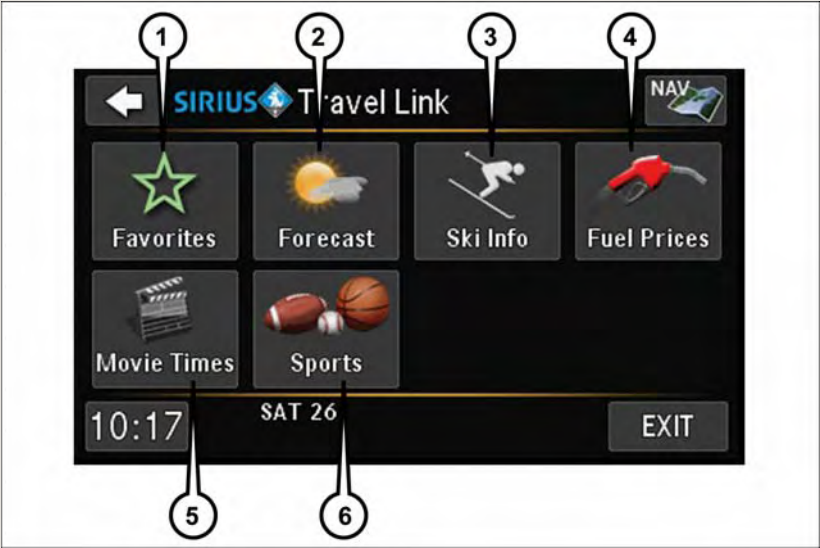 1 2 3 4
SIRIUS Travel Link
NAV
Favorites Forecast Ski Info Fuel Prices
Movie Times Sports
10:17 SAT 26 EXIT
5 6